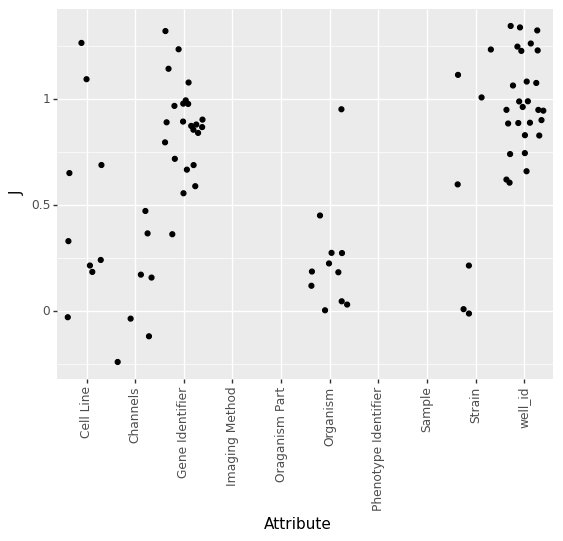 1
0.5
0
J
Cell Line
Channels
Gene Identifier
Imaging Method
Oraganism Part
Organism
Phenotype Identifier
Sample
Strain
well_id
Attribute